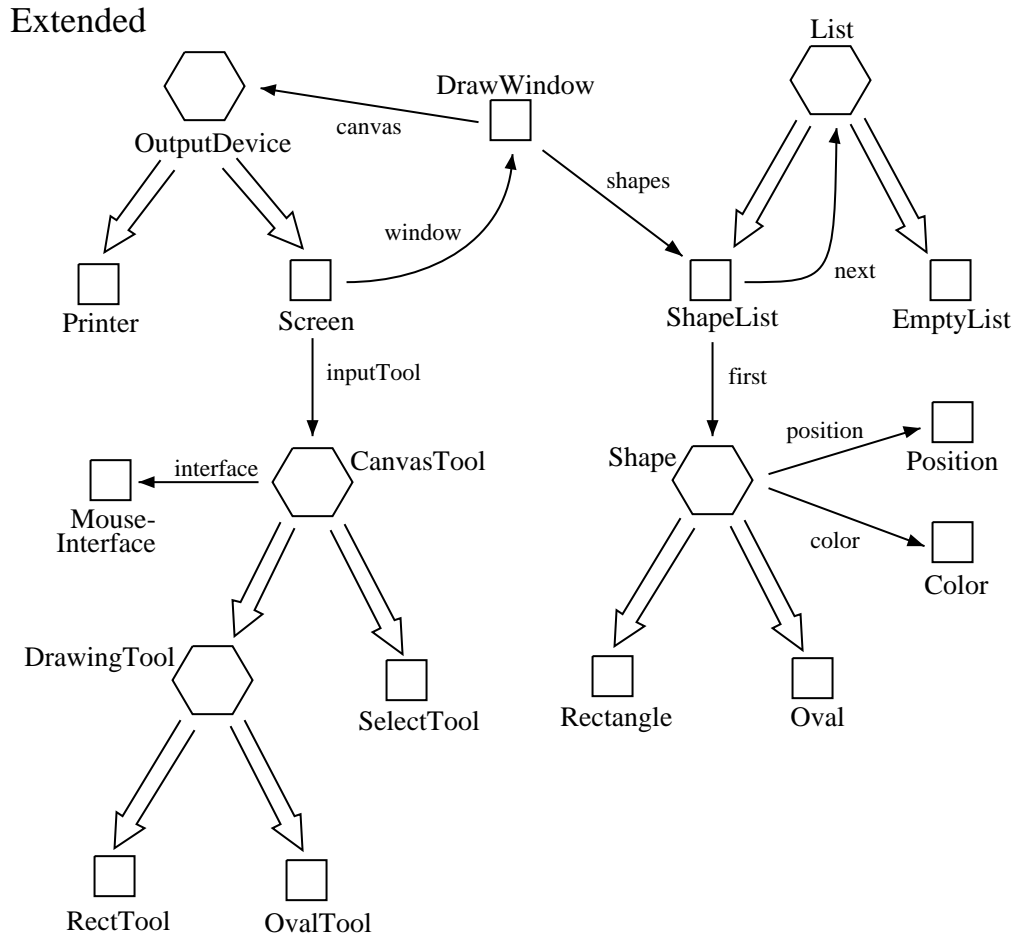 Extended
List
DrawWindow
canvas
OutputDevice
shapes
window
next
Printer
Screen
ShapeList
EmptyList
inputTool
first
position
Shape
CanvasTool
interface
Position
Mouse-
Interface
color
Color
DrawingTool
SelectTool
Rectangle
Oval
RectTool
OvalTool